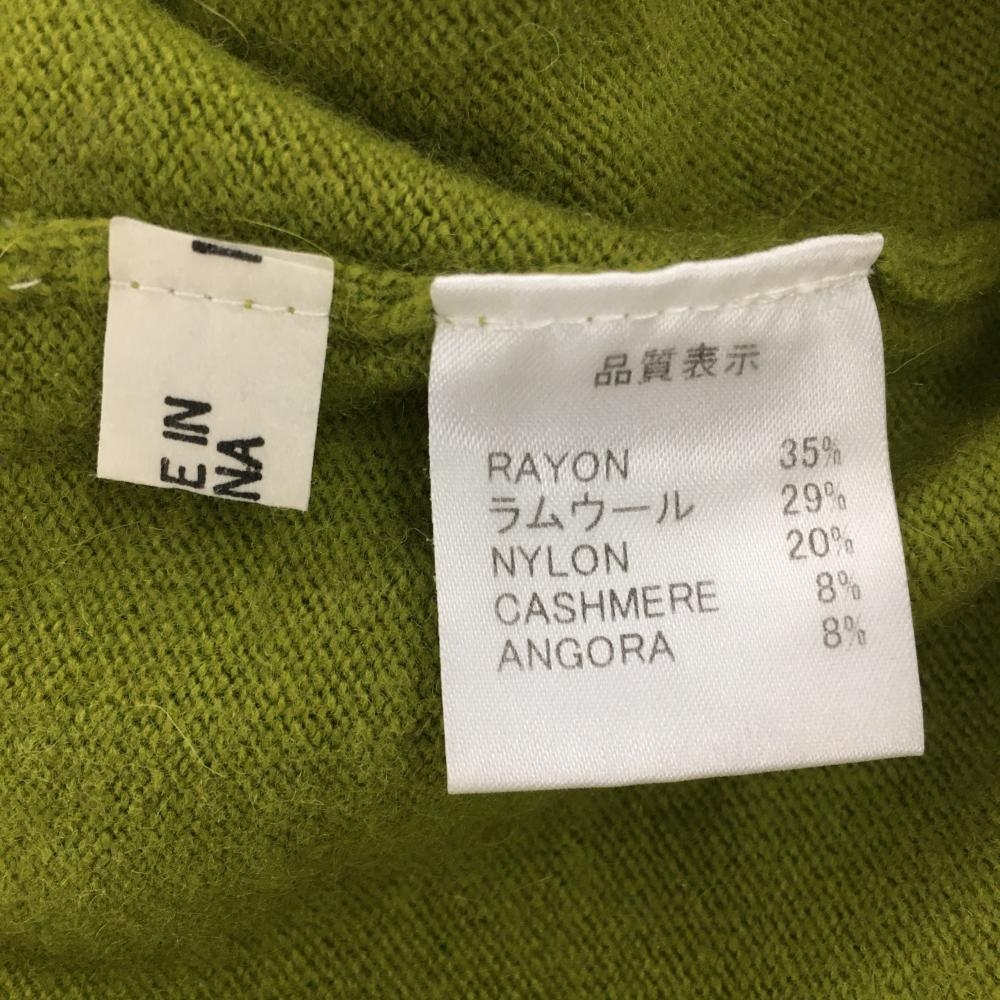 E IN
NA
品質表示
RAYON 35%
ラムウール 29%
NYLON 20%
CASHMERE 8%
ANGORA 8%